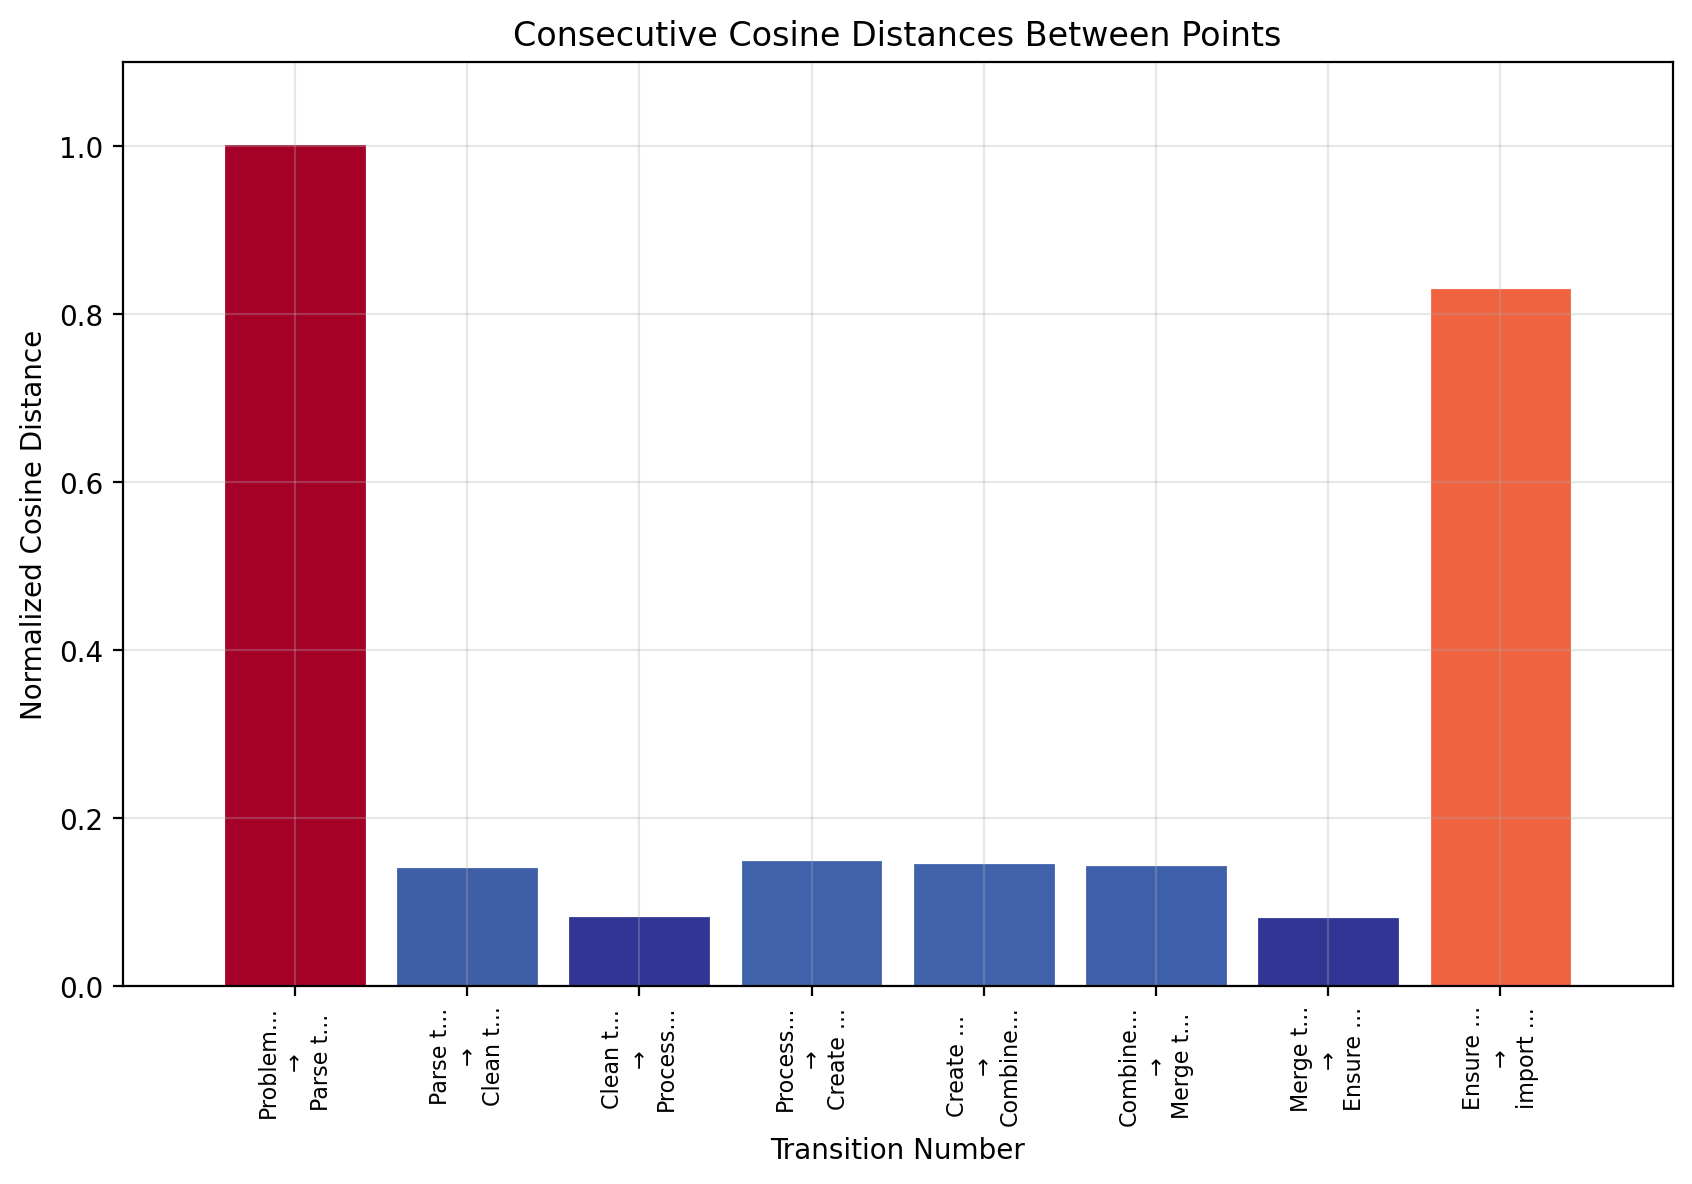 Consecutive Cosine Distances Between Points
Normalized Cosine Distance
1.0
0.8
0.6
0.4
0.2
0.0
Problem...
→
Parse t...
Parse t...
→
Clean t...
Clean t...
→
Process...
Process...
→
Create ...
Create ...
→
Combine...
Combine...
→
Merge t...
Merge t...
→
Ensure ...
Ensure ...
→
import ...
Transition Number